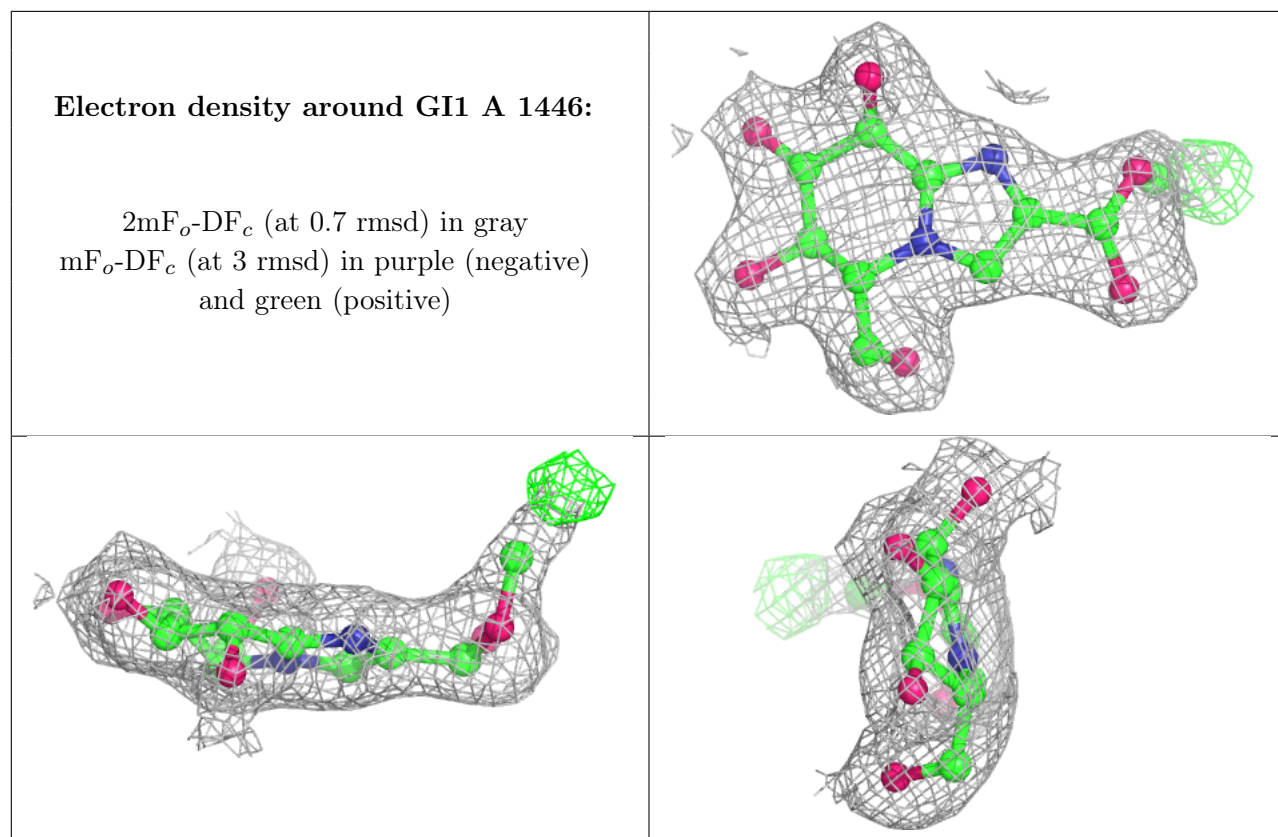 Electron density around GI1 A 1446:
2mFₒ-DF𝒸 (at 0.7 rmsd) in gray
mFₒ-DF𝒸 (at 3 rmsd) in purple (negative)
and green (positive)